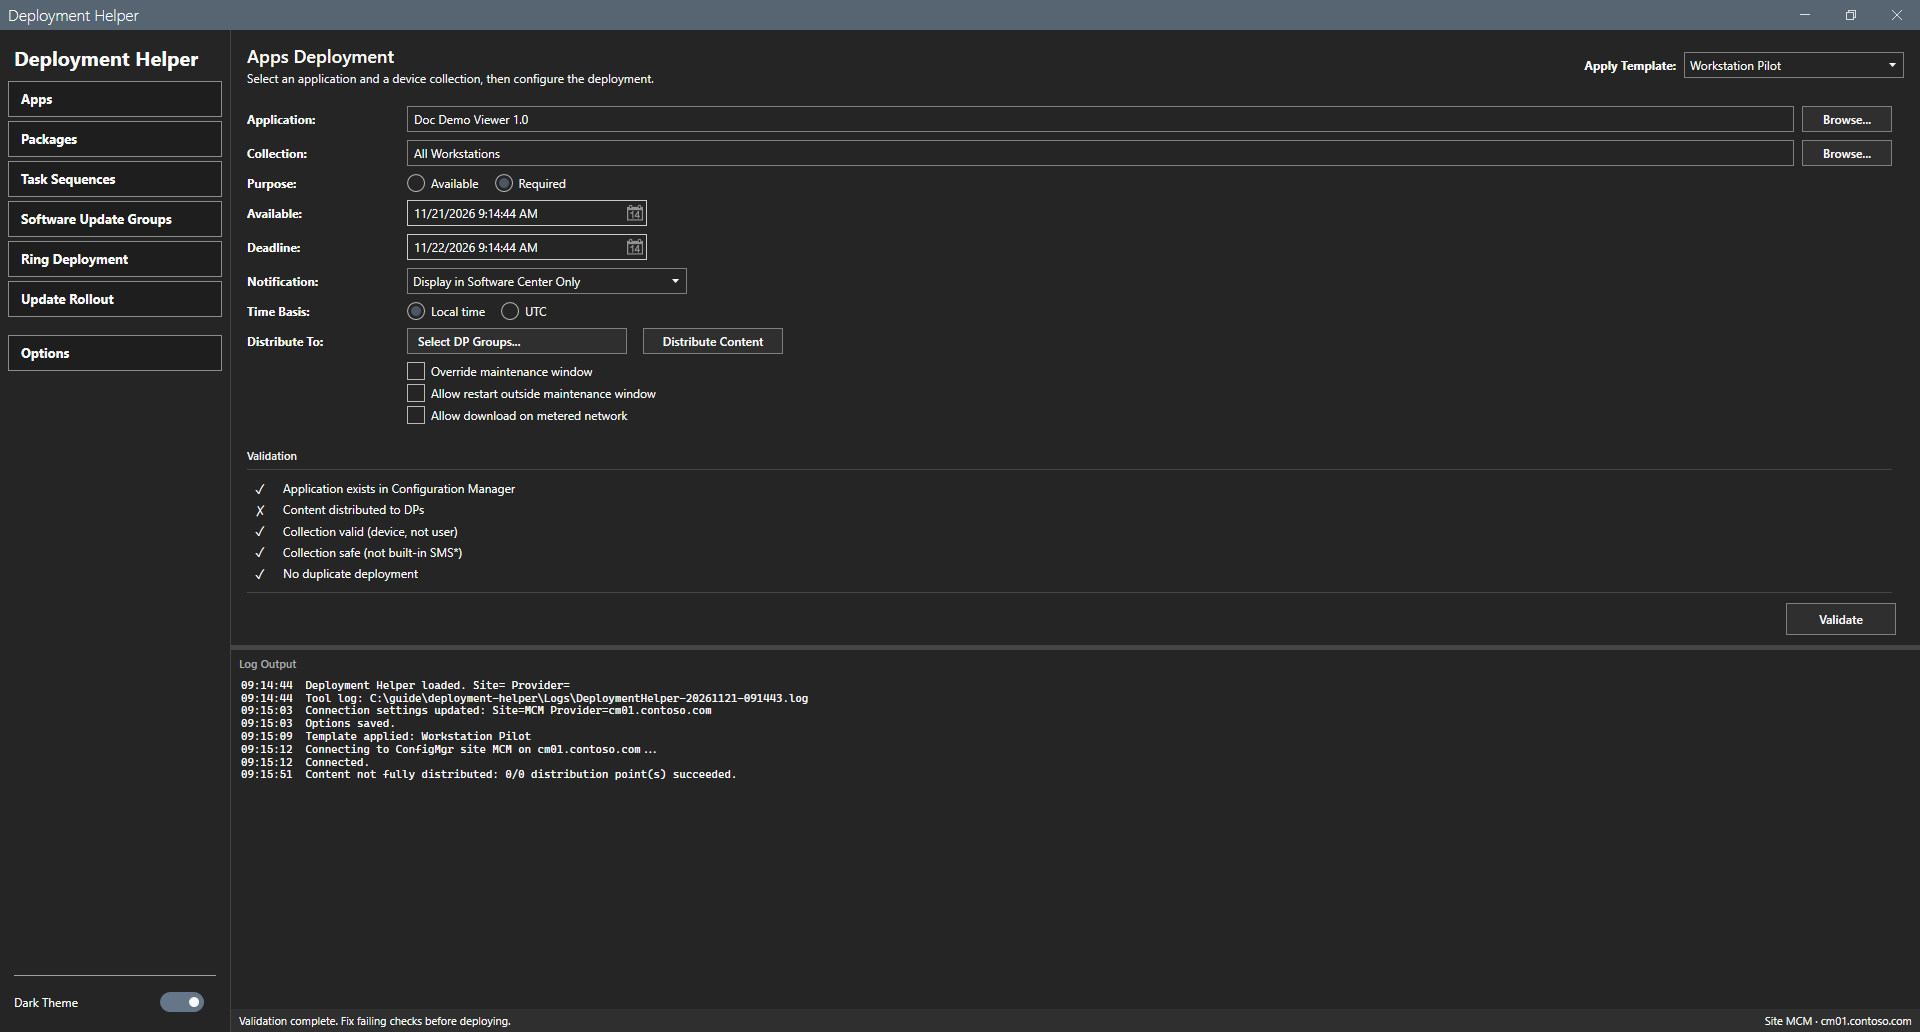 Deployment Helper
Deployment Helper
Apps
Packages
Task Sequences
Software Update Groups
Ring Deployment
Update Rollout
Options
Dark Theme
Apps Deployment
Select an application and a device collection, then configure the deployment.
Apply Template: Workstation Pilot
Application: Doc Demo Viewer 1.0 Browse...
Collection: All Workstations Browse...
Purpose: Available Required
Available: 11/21/2026 9:14:44 AM 14
Deadline: 11/22/2026 9:14:44 AM 14
Notification: Display in Software Center Only
Time Basis: Local time UTC
Distribute To: Select DP Groups... Distribute Content
Override maintenance window
Allow restart outside maintenance window
Allow download on metered network
Validation
✓ Application exists in Configuration Manager
✗ Content distributed to DPs
✓ Collection valid (device, not user)
✓ Collection safe (not built-in SMS*)
✓ No duplicate deployment
Validate
Log Output
09:14:44 Deployment Helper loaded. Site= Provider=
09:14:44 Tool log: C:\guide\deployment-helper\Logs\DeploymentHelper-20261121-091443.log
09:15:03 Connection settings updated: Site=MCM Provider=cm01.contoso.com
09:15:03 Options saved.
09:15:09 Template applied: Workstation Pilot
09:15:12 Connecting to ConfigMgr site MCM on cm01.contoso.com...
09:15:12 Connected.
09:15:51 Content not fully distributed: 0/0 distribution point(s) succeeded.
Validation complete. Fix failing checks before deploying.
Site MCM · cm01.contoso.com